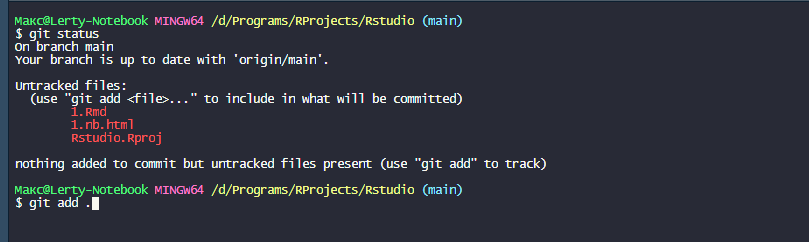 Макс@Lerty-Notebook MINGW64 /d/Programs/RProjects/Rstudio (main)
$ git status
On branch main
Your branch is up to date with 'origin/main'.
Untracked files:
(use "git add <file>..." to include in what will be committed)
1.Rmd
1.nb.html
Rstudio.Rproj
nothing added to commit but untracked files present (use "git add" to track)
Макс@Lerty-Notebook MINGW64 /d/Programs/RProjects/Rstudio (main)
$ git add .